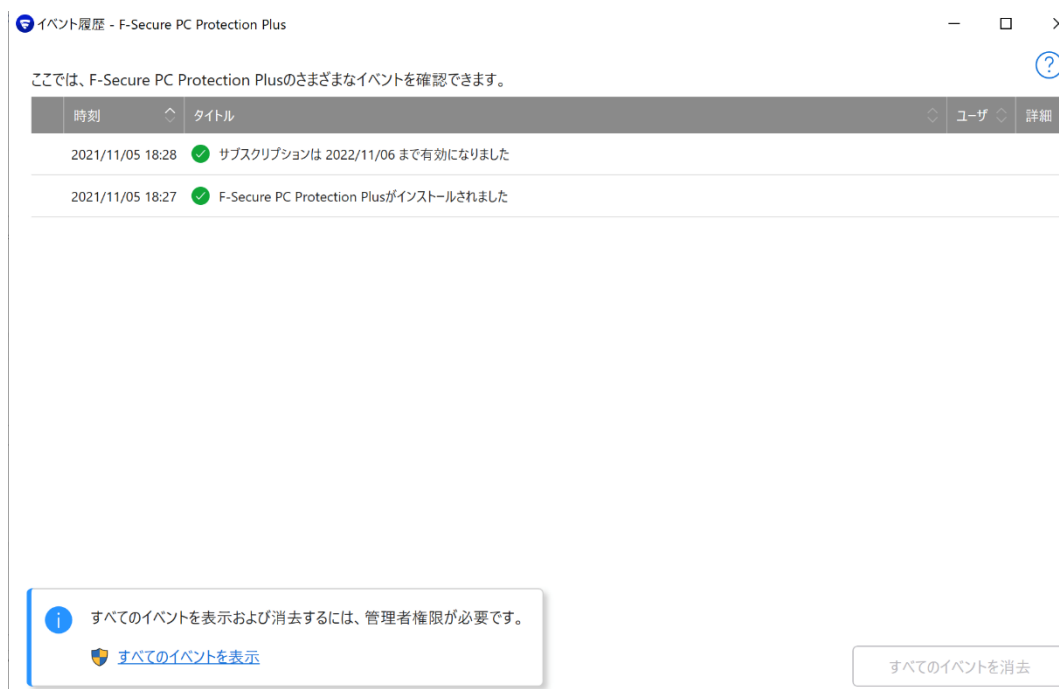 イベント履歴 - F-Secure PC Protection Plus
ここでは、F-Secure PC Protection Plusのさまざまなイベントを確認できます。
時刻 タイトル ユーザ 詳細
2021/11/05 18:28 サブスクリプションは 2022/11/06 まで有効になりました
2021/11/05 18:27 F-Secure PC Protection Plusがインストールされました
すべてのイベントを表示および消去するには、管理者権限が必要です。
すべてのイベントを表示
すべてのイベントを消去